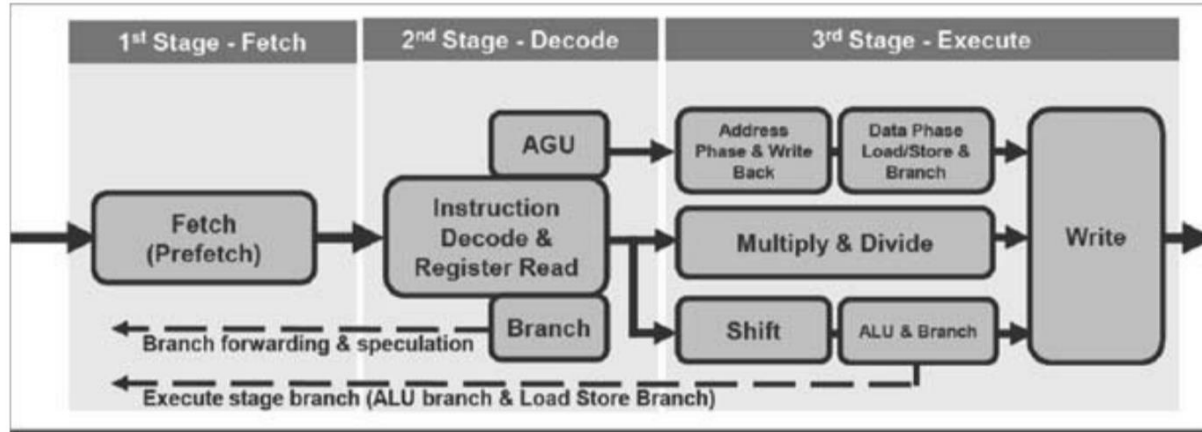 1st Stage - Fetch
2nd Stage - Decode
3rd Stage - Execute
AGU
Address
Phase & Write
Back
Data Phase
Load/Store &
Branch
Fetch
(Prefetch)
Instruction
Decode &
Register Read
Multiply & Divide
Write
Branch
Shift
ALU & Branch
Branch forwarding & speculation
Execute stage branch (ALU branch & Load Store Branch)